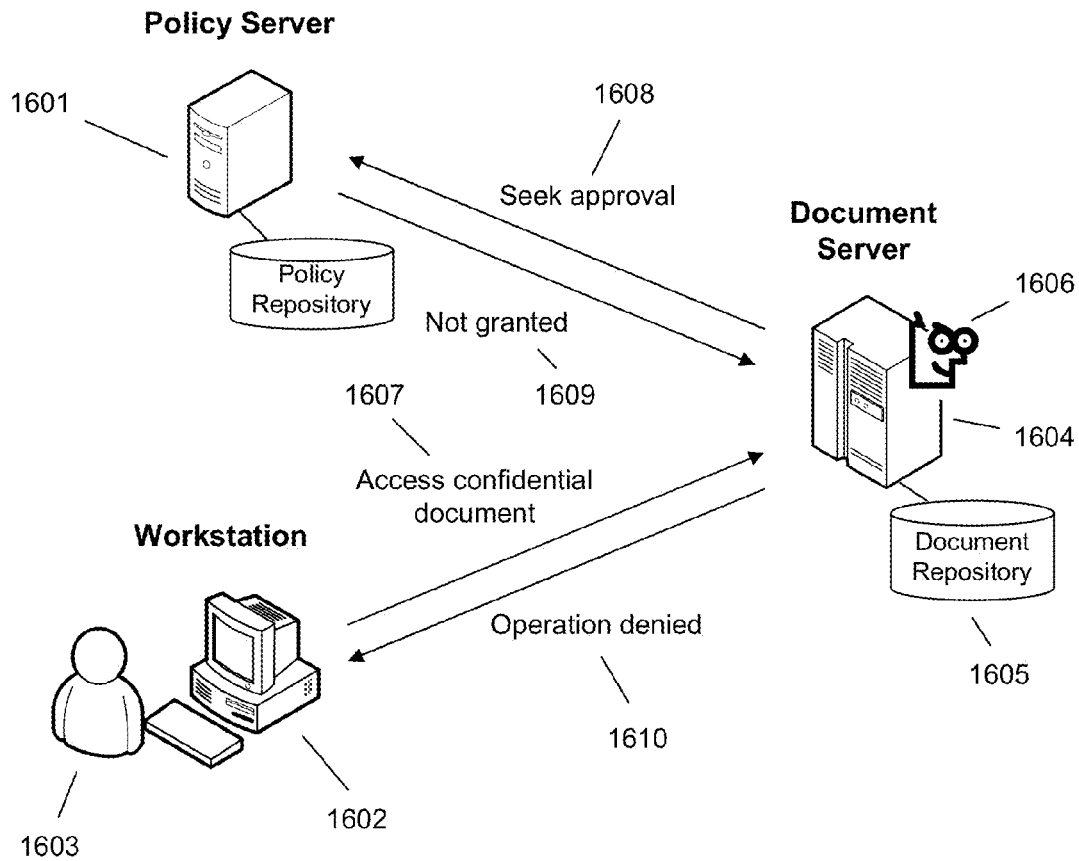 Policy Server
1601
1608
Seek approval
Document
Server
Policy
Repository
1606
Not granted
1609
1607
1604
Access confidential
document
Workstation
Document
Repository
Operation denied
1605
1610
1602
1603